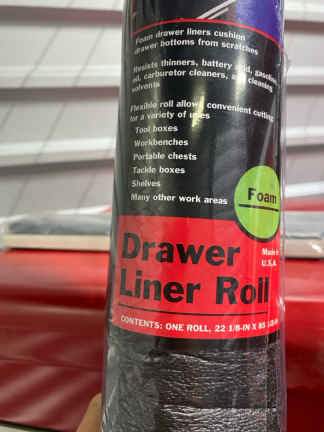 Foam drawer liners cushion
drawer bottoms from scratches
Resists thinners, battery acid, gasoline,
oil, carburetor cleaners, and cleaning
solvents
Flexible roll allows convenient cutting
for a variety of uses
Tool boxes
Workbenches
Portable chests
Tackle boxes
Shelves
Many other work areas
Foam
Drawer
Liner Roll
Made in
U.S.A.
CONTENTS: ONE ROLL, 22 1/8-IN X